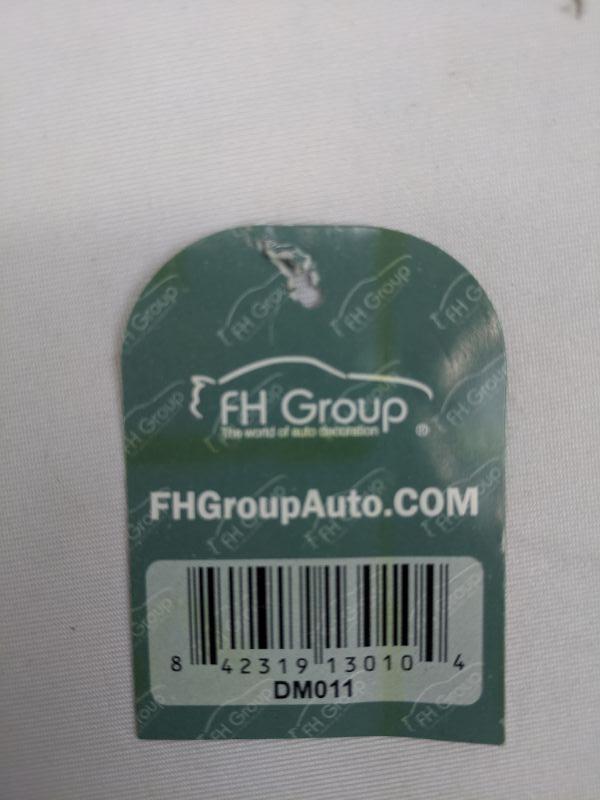 FH Group
The world of auto decoration ®
FHGroupAuto.COM
8 42319 13010 4
DM011